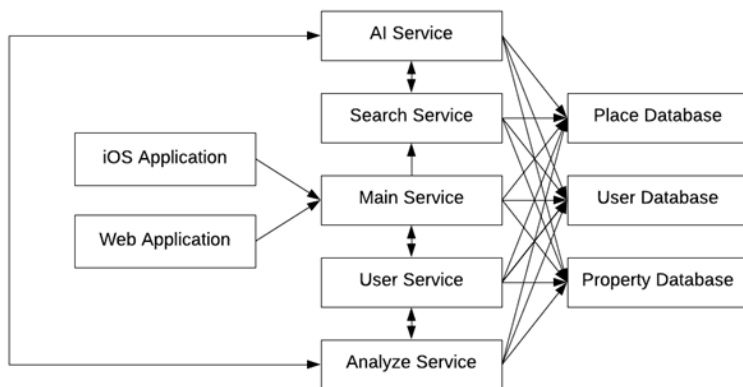 AI Service
Search Service
Place Database
iOS Application
Main Service
User Database
Web Application
User Service
Property Database
Analyze Service